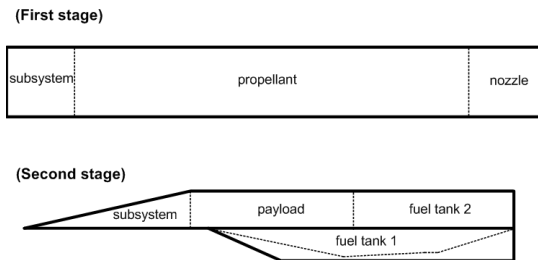 (First stage)
subsystem propellant nozzle
(Second stage)
subsystem payload fuel tank 2
fuel tank 1